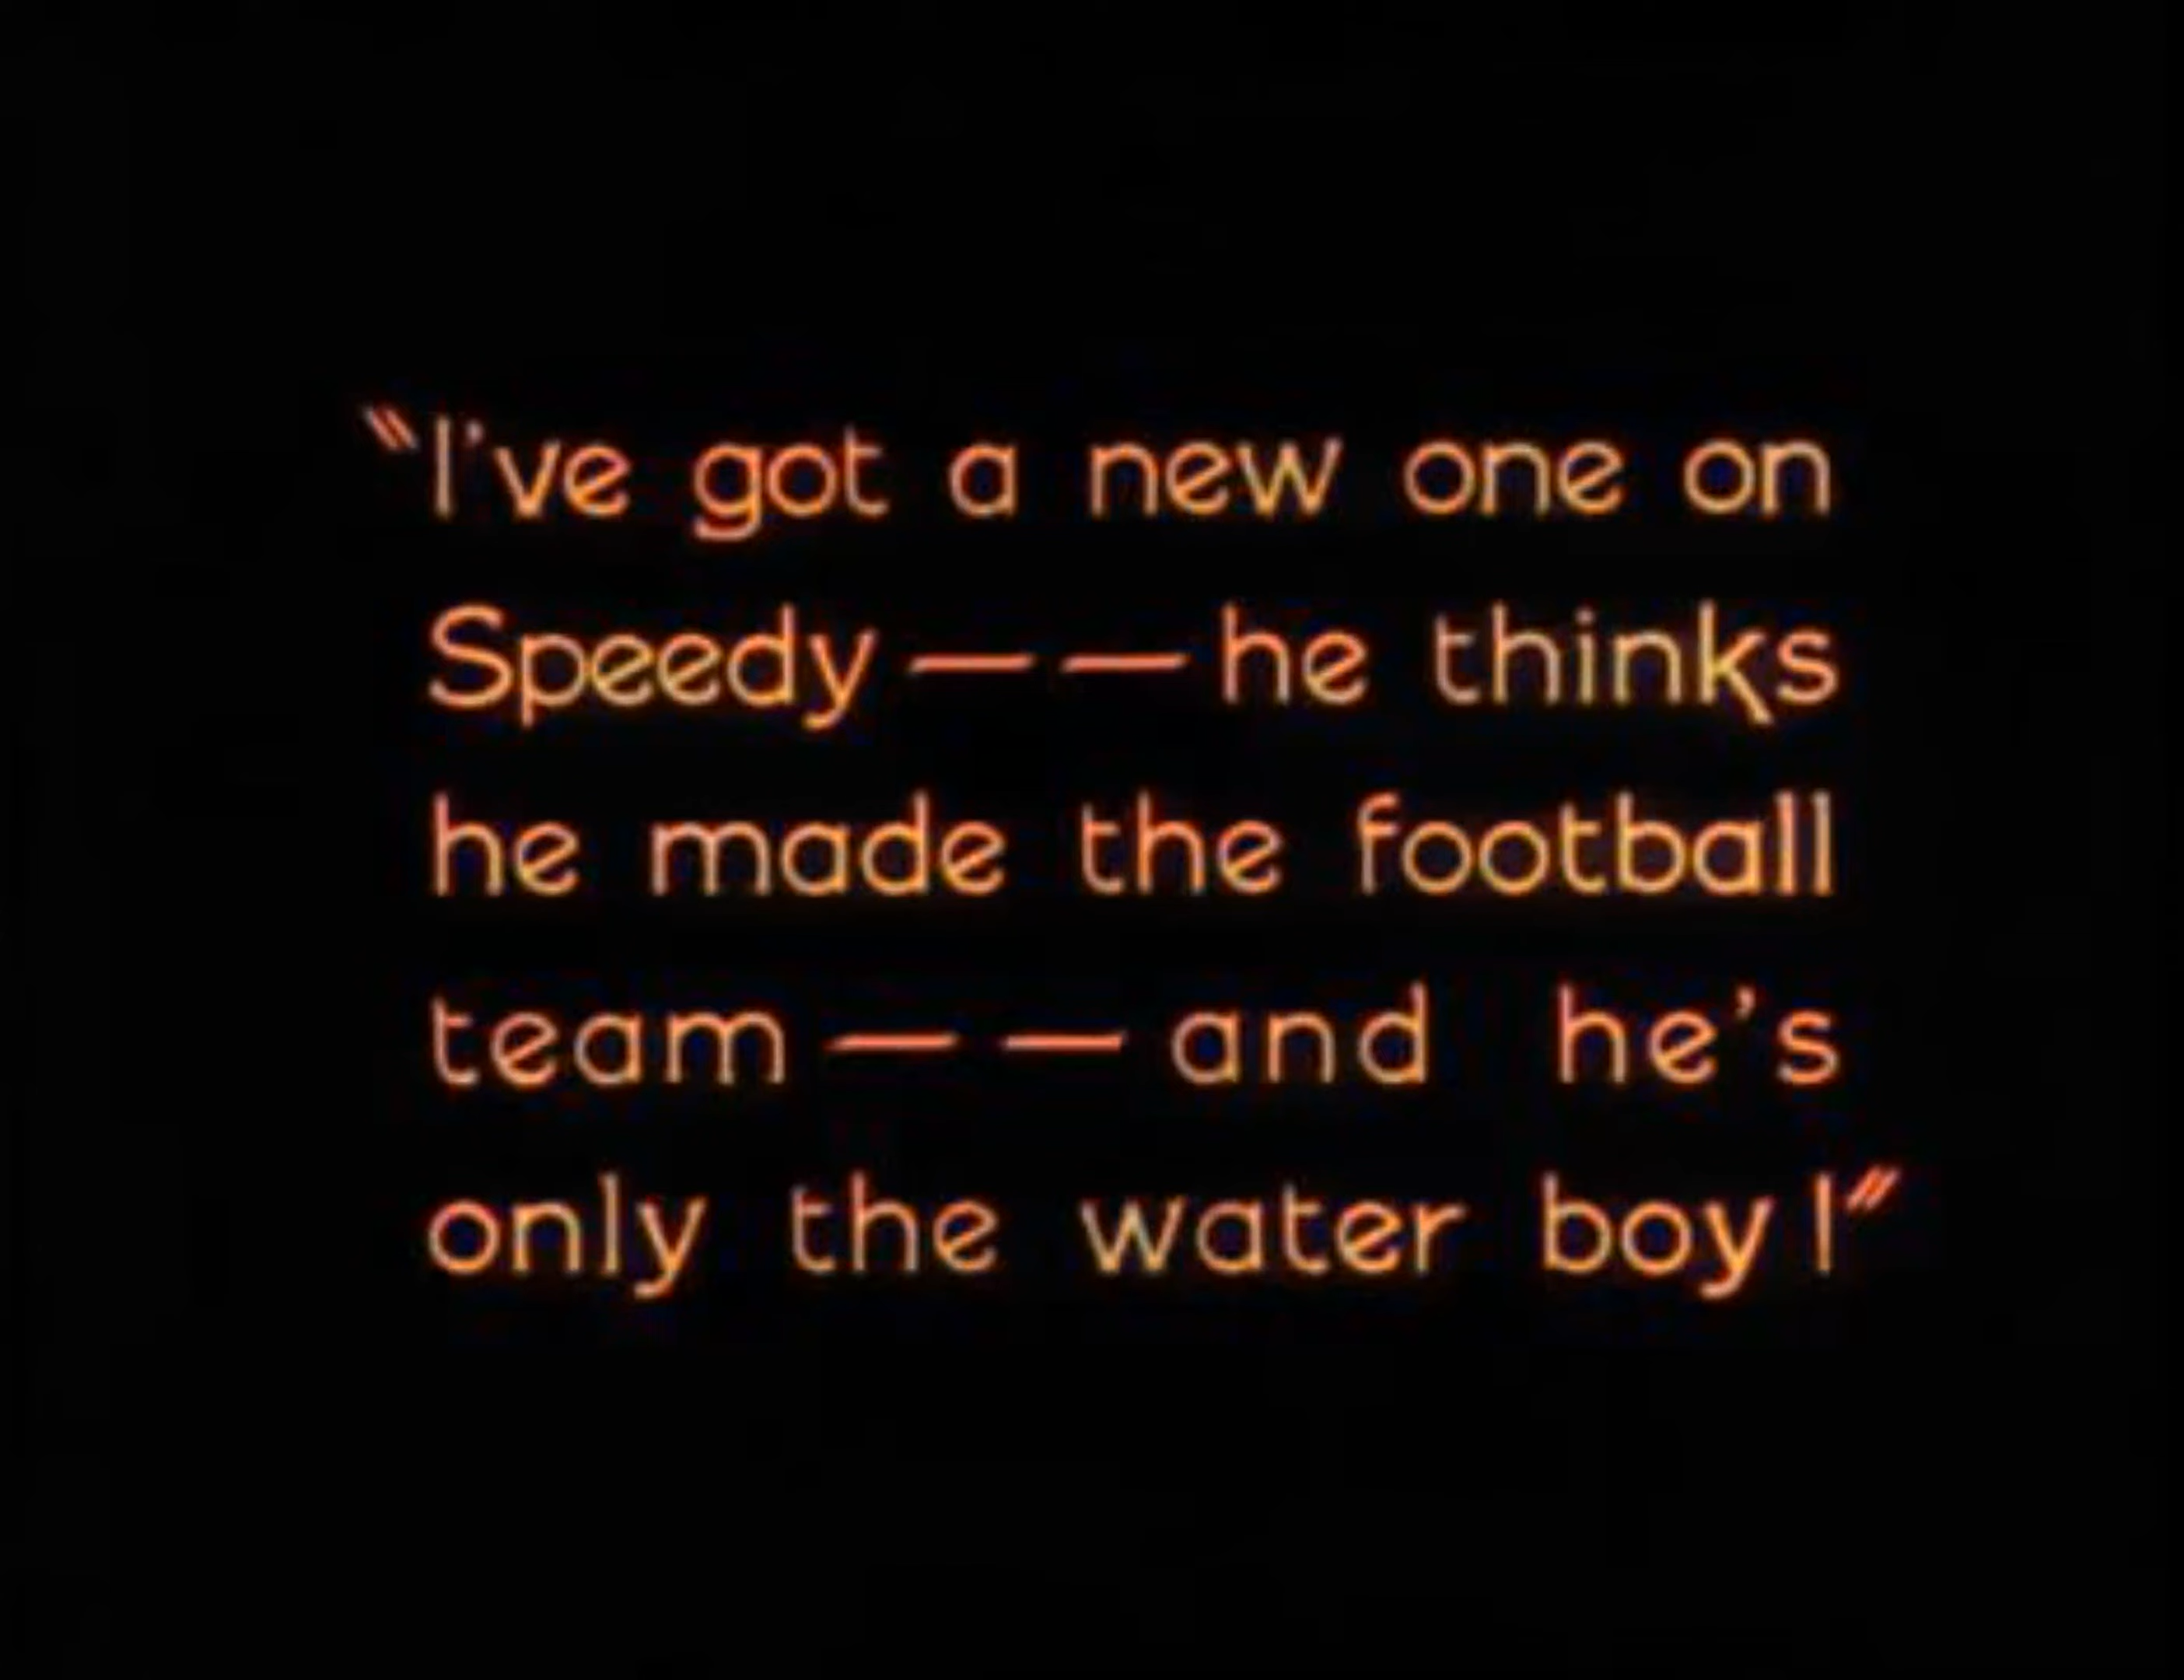 "I've got a new one on
Speedy — — he thinks
he made the football
team — — and he's
only the water boy!"